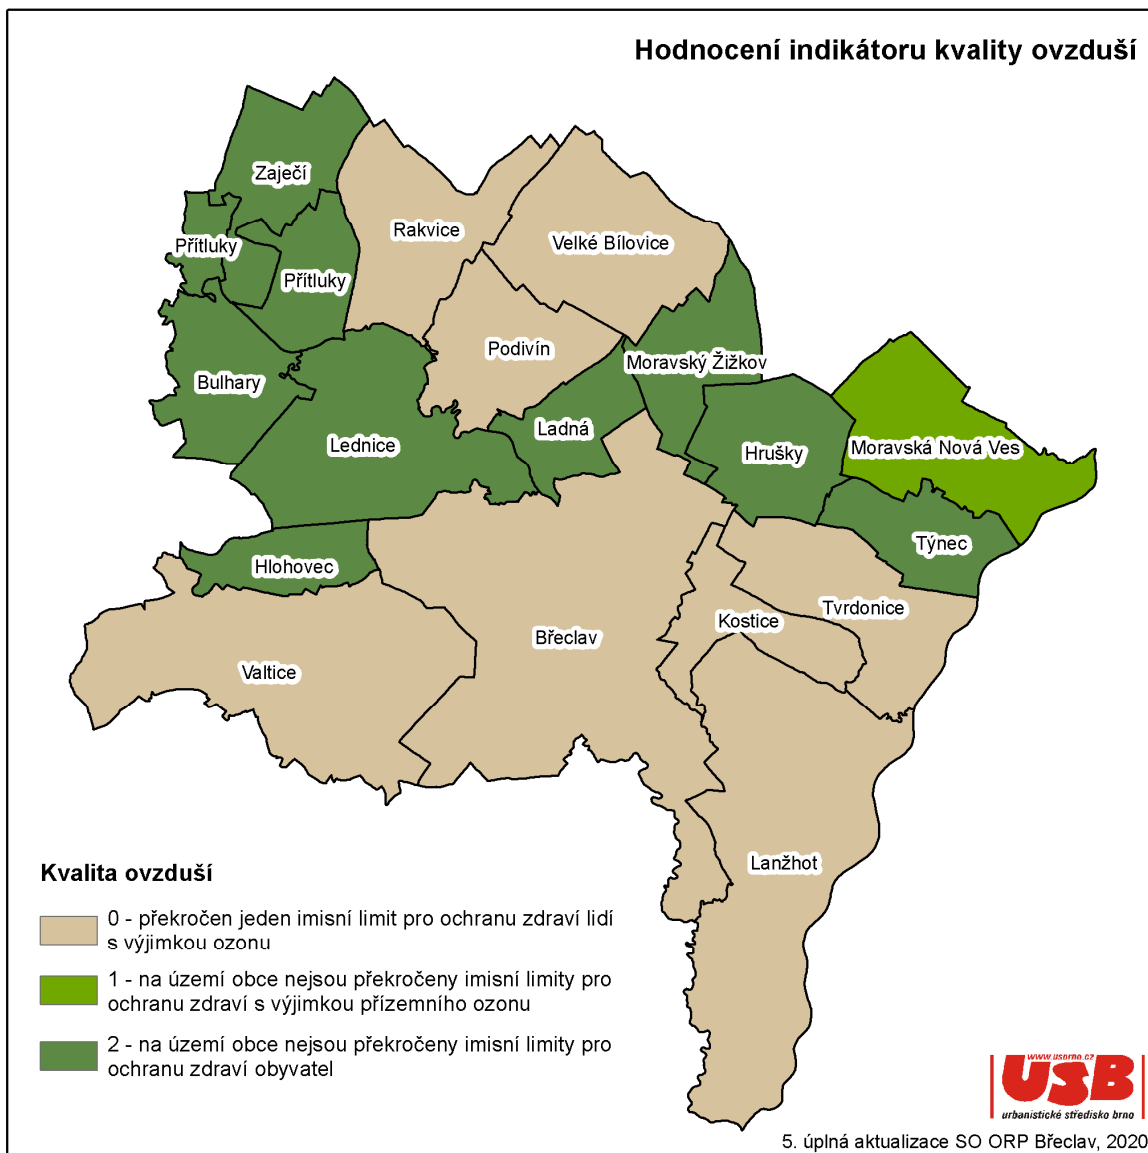 Hodnocení indikátoru kvality ovzduší
Zaječí
Přítluky
Rakvice
Velké Bílovice
Přítluky
Podivín
Moravský Žižkov
Bulhary
Ladná
Lednice
Hrušky
Moravská Nová Ves
Týnec
Hlohovec
Tvrdonice
Kostice
Břeclav
Valtice
Lanžhot
Kvalita ovzduší
0 - překročen jeden imisní limit pro ochranu zdraví lidí
s výjimkou ozonu
1 - na území obce nejsou překročeny imisní limity pro
ochranu zdraví s výjimkou přízemního ozonu
2 - na území obce nejsou překročeny imisní limity pro
ochranu zdraví obyvatel
www.usbrno.cz
USB
urbanistické středisko brno
5. úplná aktualizace SO ORP Břeclav, 2020